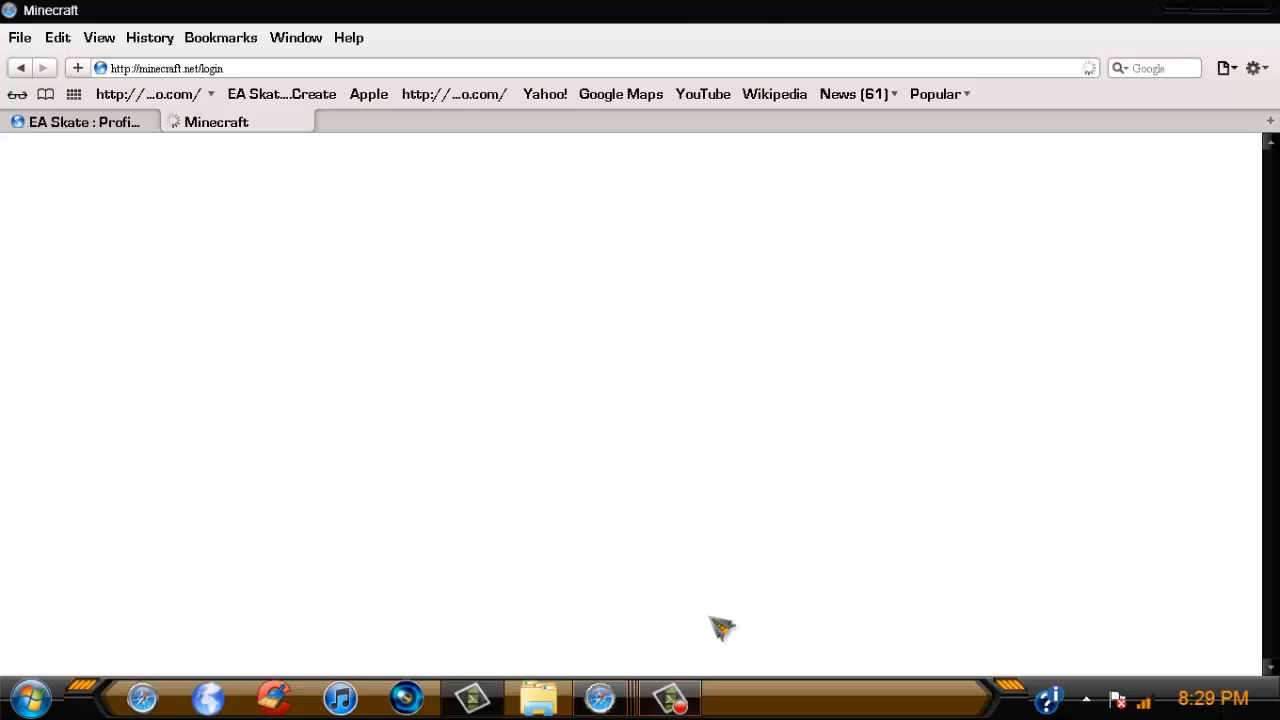 Minecraft
File Edit View History Bookmarks Window Help
http://minecraft.net/login Google
http://...o.com/ EA Skat....Create Apple http://...o.com/ Yahoo! Google Maps YouTube Wikipedia News (61) Popular
EA Skate : Profi... Minecraft
8:29 PM